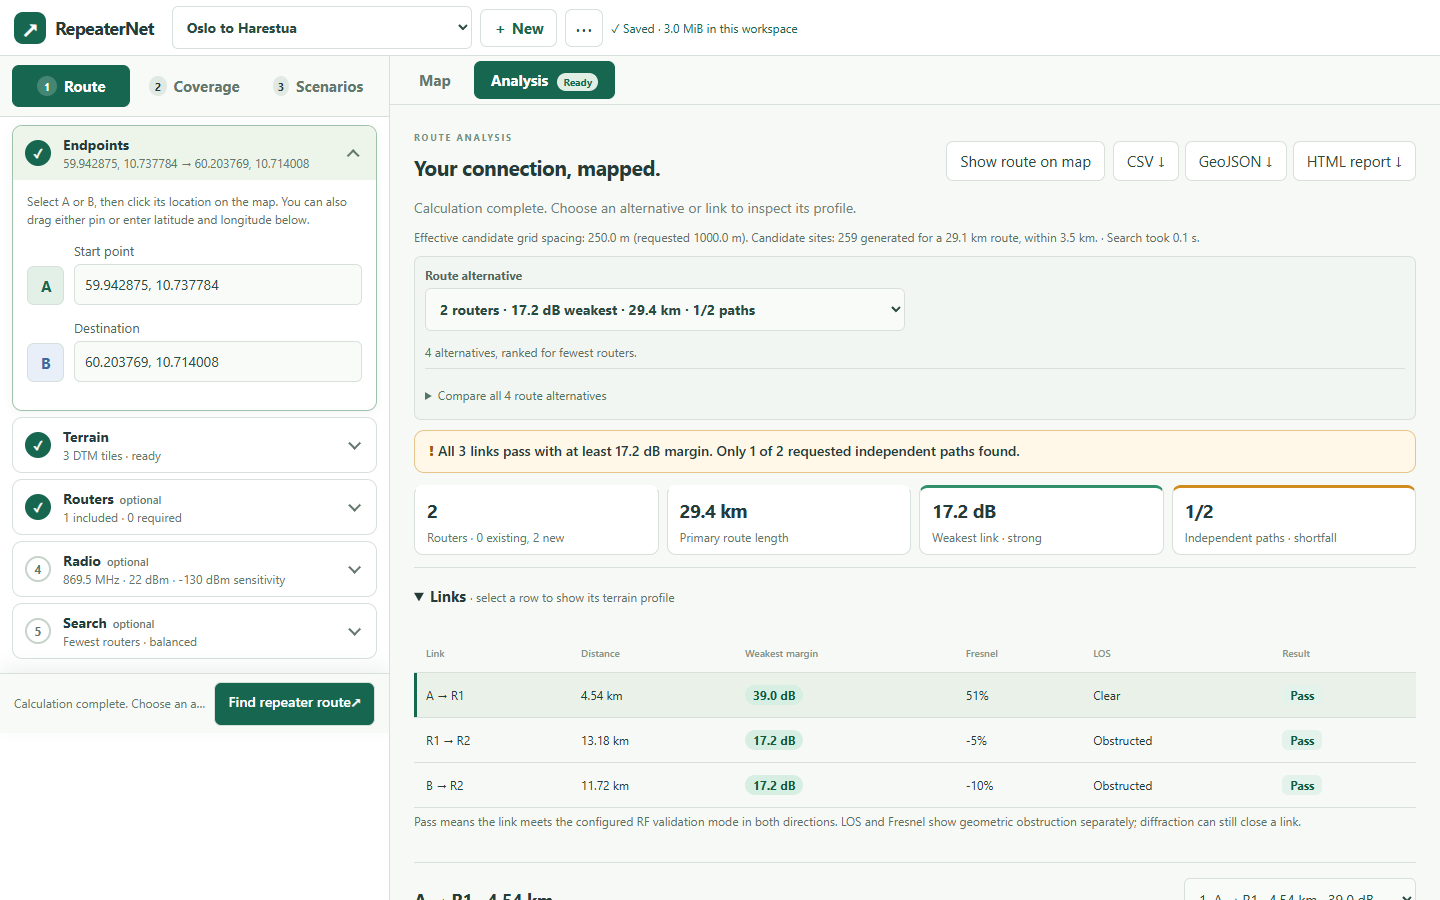 RepeaterNet
Oslo to Harestua
+ New
...
✓ Saved · 3.0 MiB in this workspace
1 Route
2 Coverage
3 Scenarios
Map
Analysis Ready
Endpoints
59.942875, 10.737784 → 60.203769, 10.714008
Select A or B, then click its location on the map. You can also
drag either pin or enter latitude and longitude below.
Start point
A 59.942875, 10.737784
Destination
B 60.203769, 10.714008
Terrain
3 DTM tiles · ready
Routers optional
1 included · 0 required
4 Radio optional
869.5 MHz · 22 dBm · -130 dBm sensitivity
5 Search optional
Fewest routers · balanced
Calculation complete. Choose an a...
Find repeater route↗
ROUTE ANALYSIS
Your connection, mapped.
Show route on map
CSV ↓
GeoJSON ↓
HTML report ↓
Calculation complete. Choose an alternative or link to inspect its profile.
Effective candidate grid spacing: 250.0 m (requested 1000.0 m). Candidate sites: 259 generated for a 29.1 km route, within 3.5 km. · Search took 0.1 s.
Route alternative
2 routers · 17.2 dB weakest · 29.4 km · 1/2 paths
4 alternatives, ranked for fewest routers.
▶ Compare all 4 route alternatives
! All 3 links pass with at least 17.2 dB margin. Only 1 of 2 requested independent paths found.
2
Routers · 0 existing, 2 new
29.4 km
Primary route length
17.2 dB
Weakest link · strong
1/2
Independent paths · shortfall
▼ Links · select a row to show its terrain profile
Link Distance Weakest margin Fresnel LOS Result
A → R1 4.54 km 39.0 dB 51% Clear Pass
R1 → R2 13.18 km 17.2 dB -5% Obstructed Pass
B → R2 11.72 km 17.2 dB -10% Obstructed Pass
Pass means the link meets the configured RF validation mode in both directions. LOS and Fresnel show geometric obstruction separately; diffraction can still close a link.
A → R1 · 4.54 km
1. A → R1 · 4.54 km · 39.0 dB